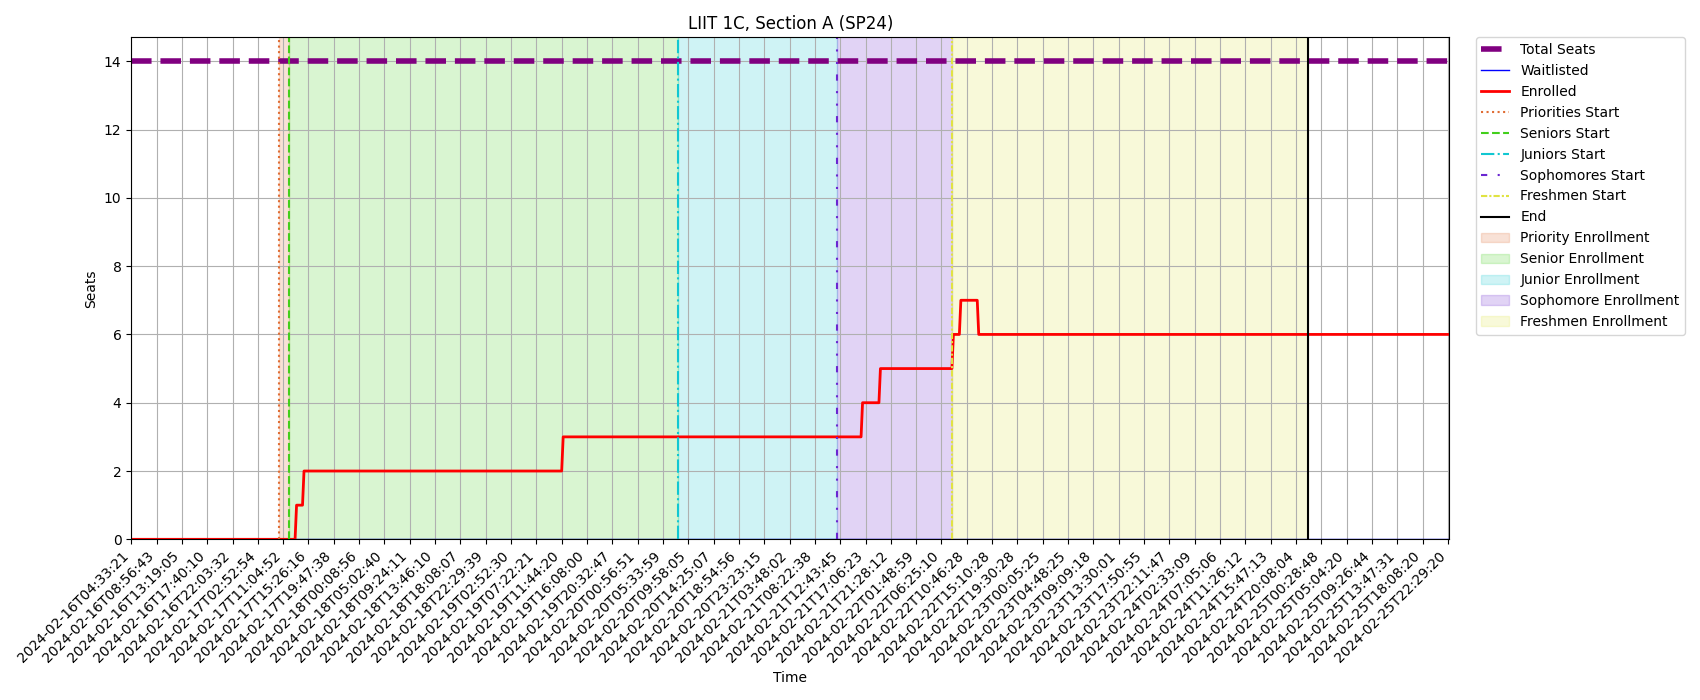 LIIT 1C, Section A (SP24)
14
12
10
8
6
4
2
0
Seats
2024-02-16T04:33:21
2024-02-16T08:56:43
2024-02-16T13:19:05
2024-02-16T17:40:10
2024-02-16T22:03:32
2024-02-17T02:52:54
2024-02-17T11:04:52
2024-02-17T15:26:16
2024-02-17T19:47:38
2024-02-18T00:08:56
2024-02-18T05:02:40
2024-02-18T09:24:11
2024-02-18T13:46:10
2024-02-18T18:08:07
2024-02-18T22:29:39
2024-02-19T02:52:30
2024-02-19T07:22:21
2024-02-19T11:44:20
2024-02-19T16:08:00
2024-02-19T20:32:47
2024-02-20T00:56:51
2024-02-20T05:33:59
2024-02-20T09:58:05
2024-02-20T14:25:07
2024-02-20T18:54:56
2024-02-20T23:23:15
2024-02-21T03:48:02
2024-02-21T08:22:38
2024-02-21T12:43:45
2024-02-21T17:06:23
2024-02-21T21:28:12
2024-02-22T01:48:59
2024-02-22T06:25:10
2024-02-22T10:46:28
2024-02-22T15:10:28
2024-02-22T19:30:28
2024-02-23T00:05:25
2024-02-23T04:48:25
2024-02-23T09:09:18
2024-02-23T13:30:01
2024-02-23T17:50:55
2024-02-23T22:11:47
2024-02-24T02:33:09
2024-02-24T07:05:06
2024-02-24T11:26:12
2024-02-24T15:47:13
2024-02-24T20:08:04
2024-02-25T00:28:48
2024-02-25T05:04:20
2024-02-25T09:26:44
2024-02-25T13:47:31
2024-02-25T18:08:20
2024-02-25T22:29:20
Time
Total Seats
Waitlisted
Enrolled
Priorities Start
Seniors Start
Juniors Start
Sophomores Start
Freshmen Start
End
Priority Enrollment
Senior Enrollment
Junior Enrollment
Sophomore Enrollment
Freshmen Enrollment